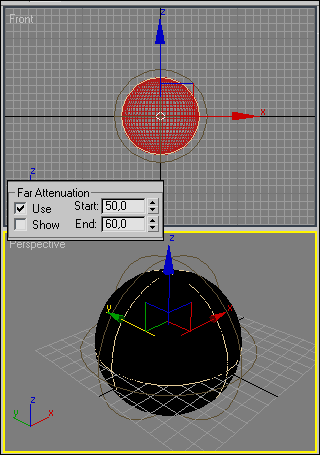 Front
z
x
z
Far Attenuation
Use Start: 50,0
Show End: 60,0
Perspective
z
y x
z
y x